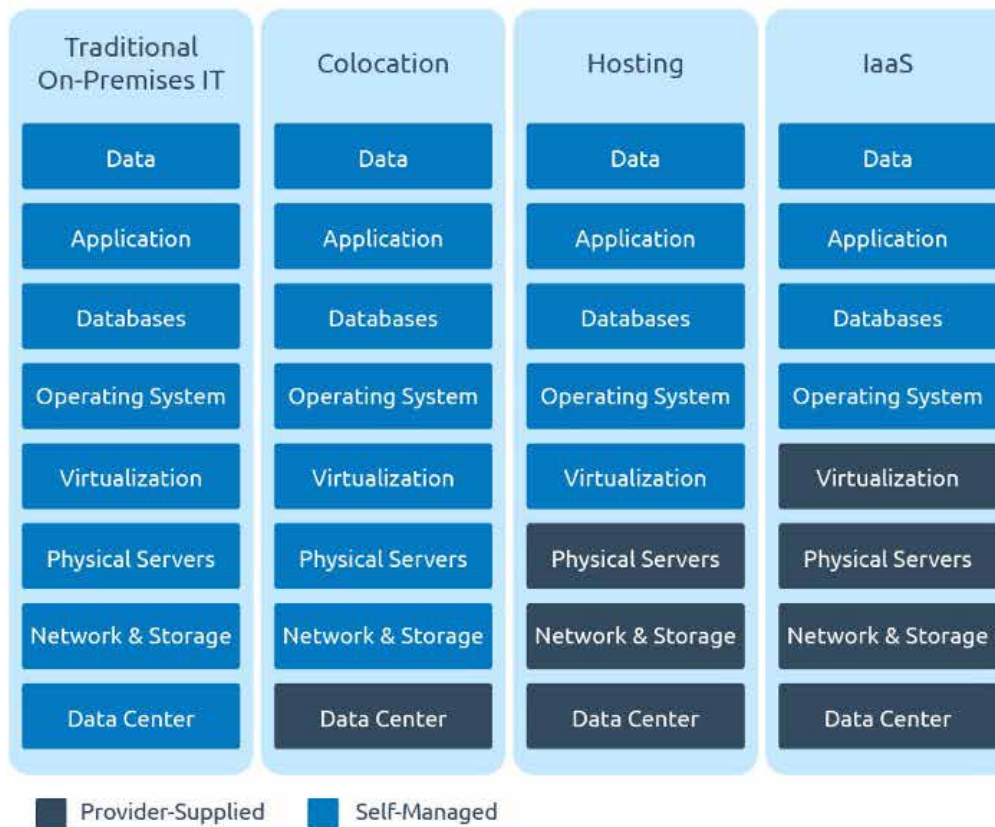 Traditional
On-Premises IT
Data
Application
Databases
Operating System
Virtualization
Physical Servers
Network & Storage
Data Center
Colocation
Data
Application
Databases
Operating System
Virtualization
Physical Servers
Network & Storage
Data Center
Hosting
Data
Application
Databases
Operating System
Virtualization
Physical Servers
Network & Storage
Data Center
IaaS
Data
Application
Databases
Operating System
Virtualization
Physical Servers
Network & Storage
Data Center
Provider-Supplied
Self-Managed